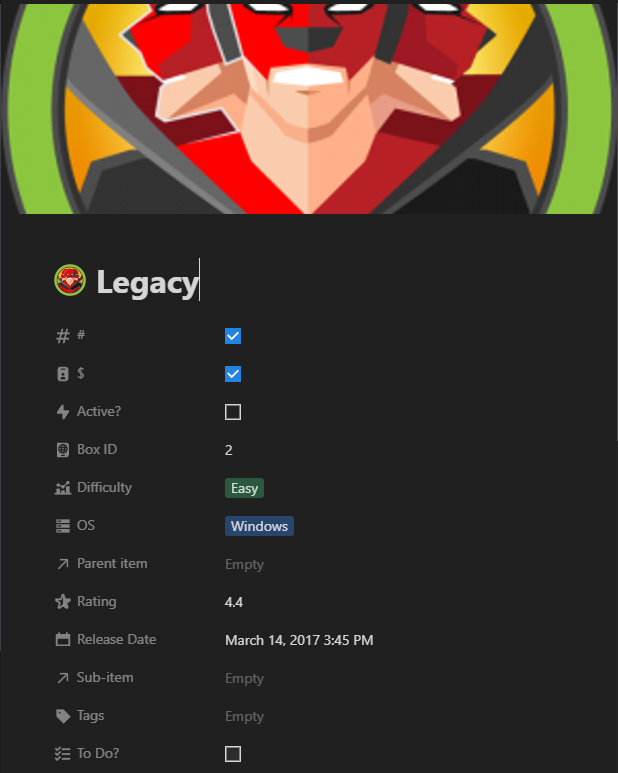 Legacy
#
$
Active?
Box ID 2
Difficulty Easy
OS Windows
Parent item Empty
Rating 4.4
Release Date March 14, 2017 3:45 PM
Sub-item Empty
Tags Empty
To Do?